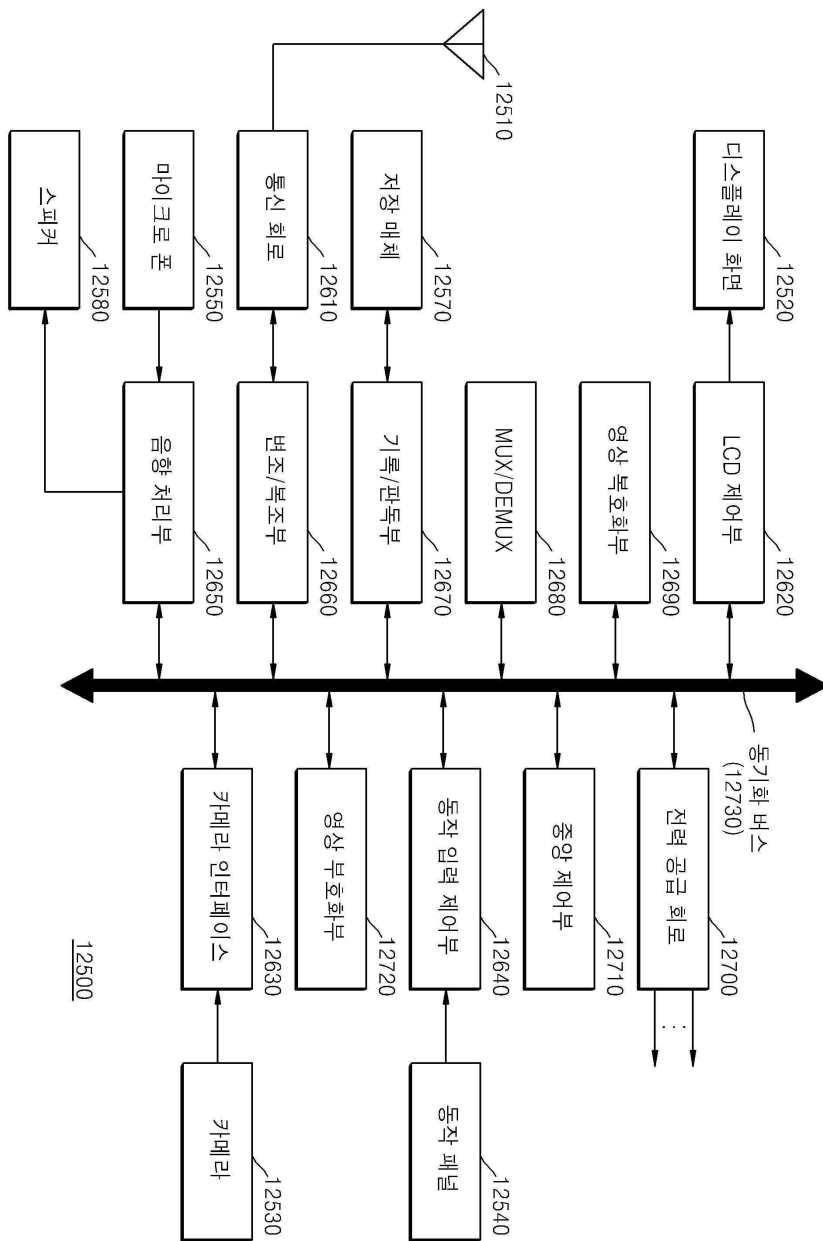 12510
디스플레이 화면
12520
저장 매체
12570
통신 회로
12610
마이크로 폰
12550
스피커
12580
LCD 제어부
12620
영상 복호화부
12690
MUX/DEMUX
12680
기록/판독부
12670
변조/복조부
12660
음향 처리부
12650
동기화 버스
(12730)
전력 공급 회로
12700
...
중앙 제어부
12710
동작 입력 제어부
12640
영상 부호화부
12720
카메라 인터페이스
12630
동작 패널
12540
카메라
12530
12500